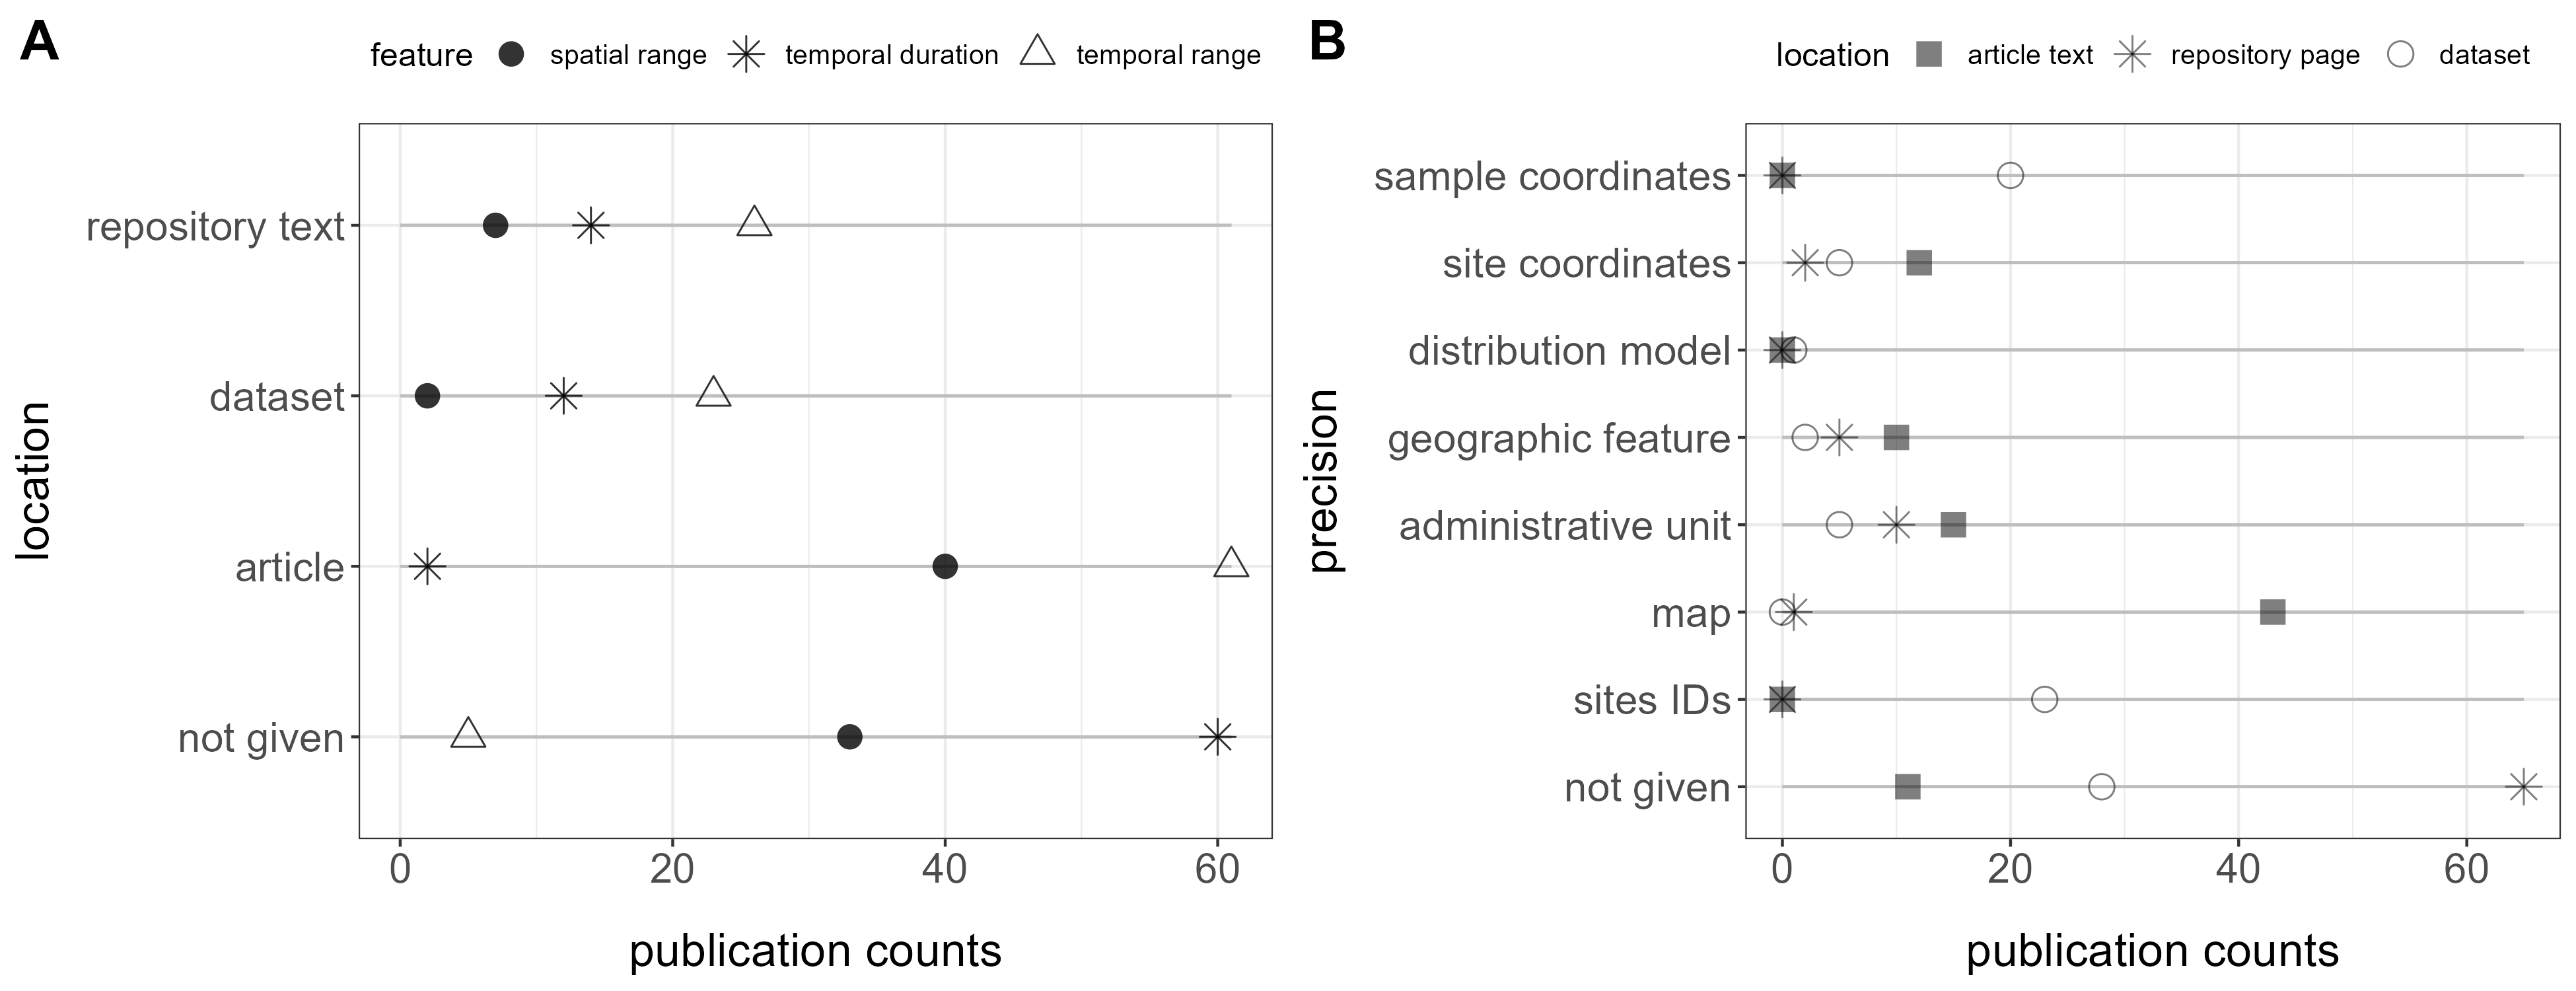 A
feature spatial range temporal duration temporal range
location
repository text
dataset
article
not given
0 20 40 60
publication counts
B
location article text repository page dataset
precision
sample coordinates
site coordinates
distribution model
geographic feature
administrative unit
map
sites IDs
not given
0 20 40 60
publication counts